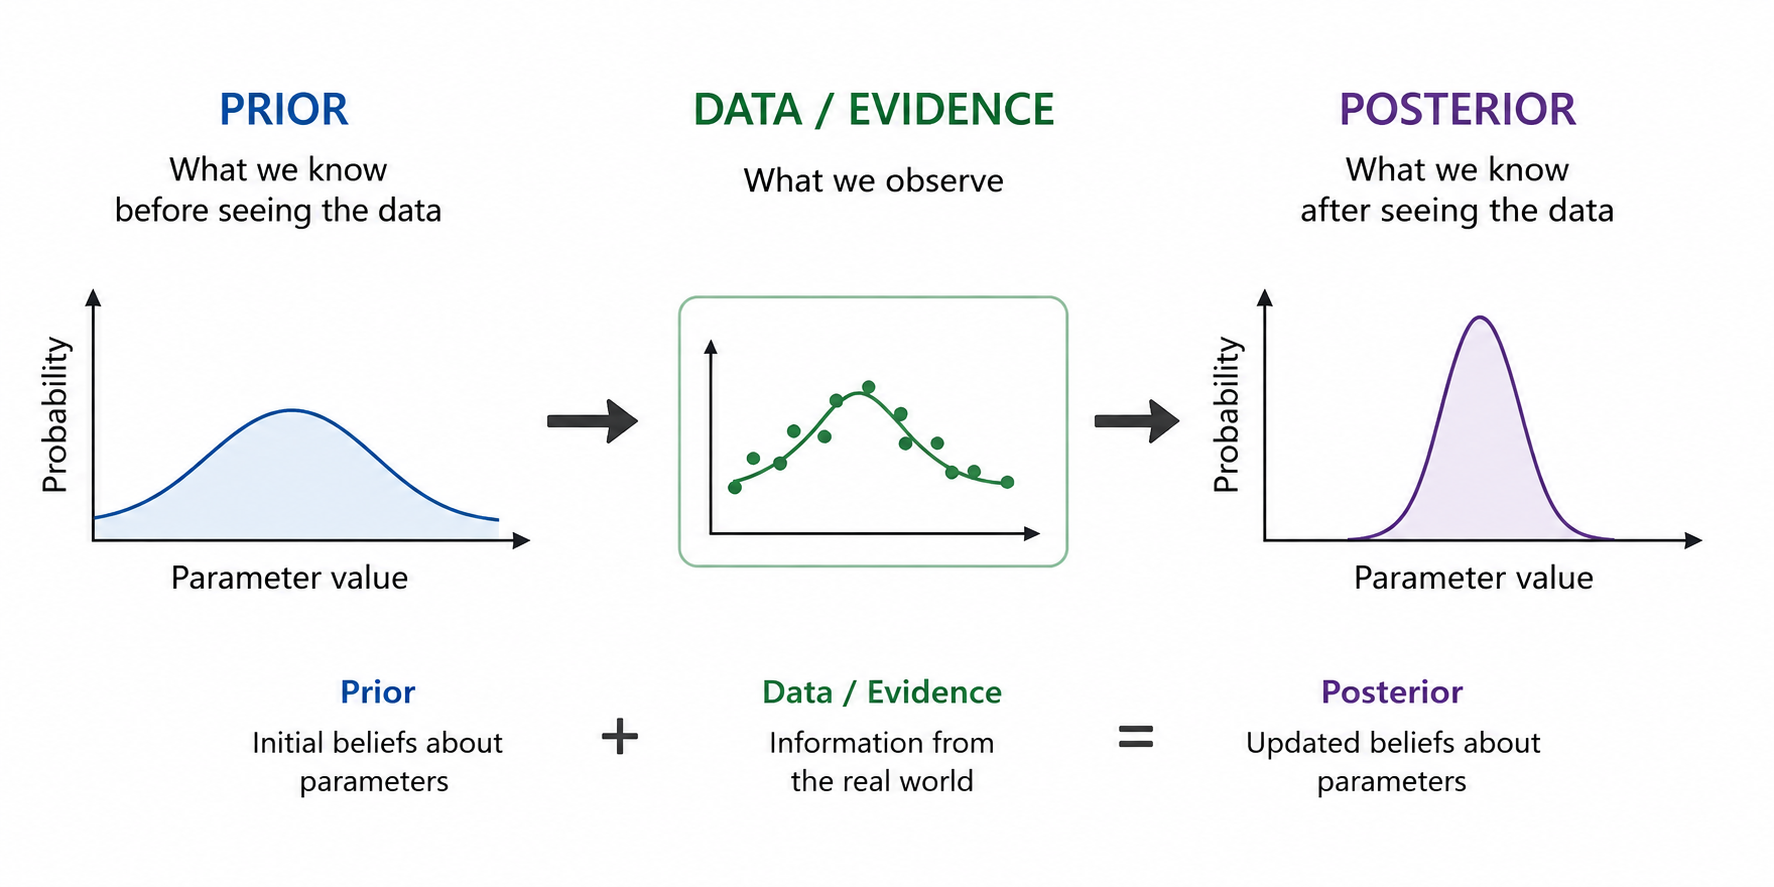 PRIOR
What we know
before seeing the data
Probability
Parameter value
DATA / EVIDENCE
What we observe
POSTERIOR
What we know
after seeing the data
Probability
Parameter value
Prior
Initial beliefs about
parameters
+
Data / Evidence
Information from
the real world
=
Posterior
Updated beliefs about
parameters